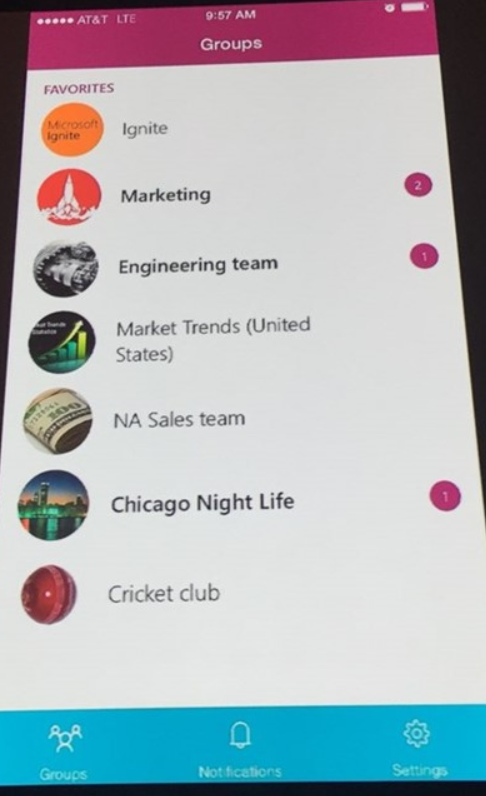 AT&T LTE
9:57 AM
Groups
FAVORITES
Microsoft
Ignite
Ignite
Marketing
2
Engineering team
1
Market Trends (United
States)
NA Sales team
100
Chicago Night Life
1
Cricket club
Groups
Notifications
Settings